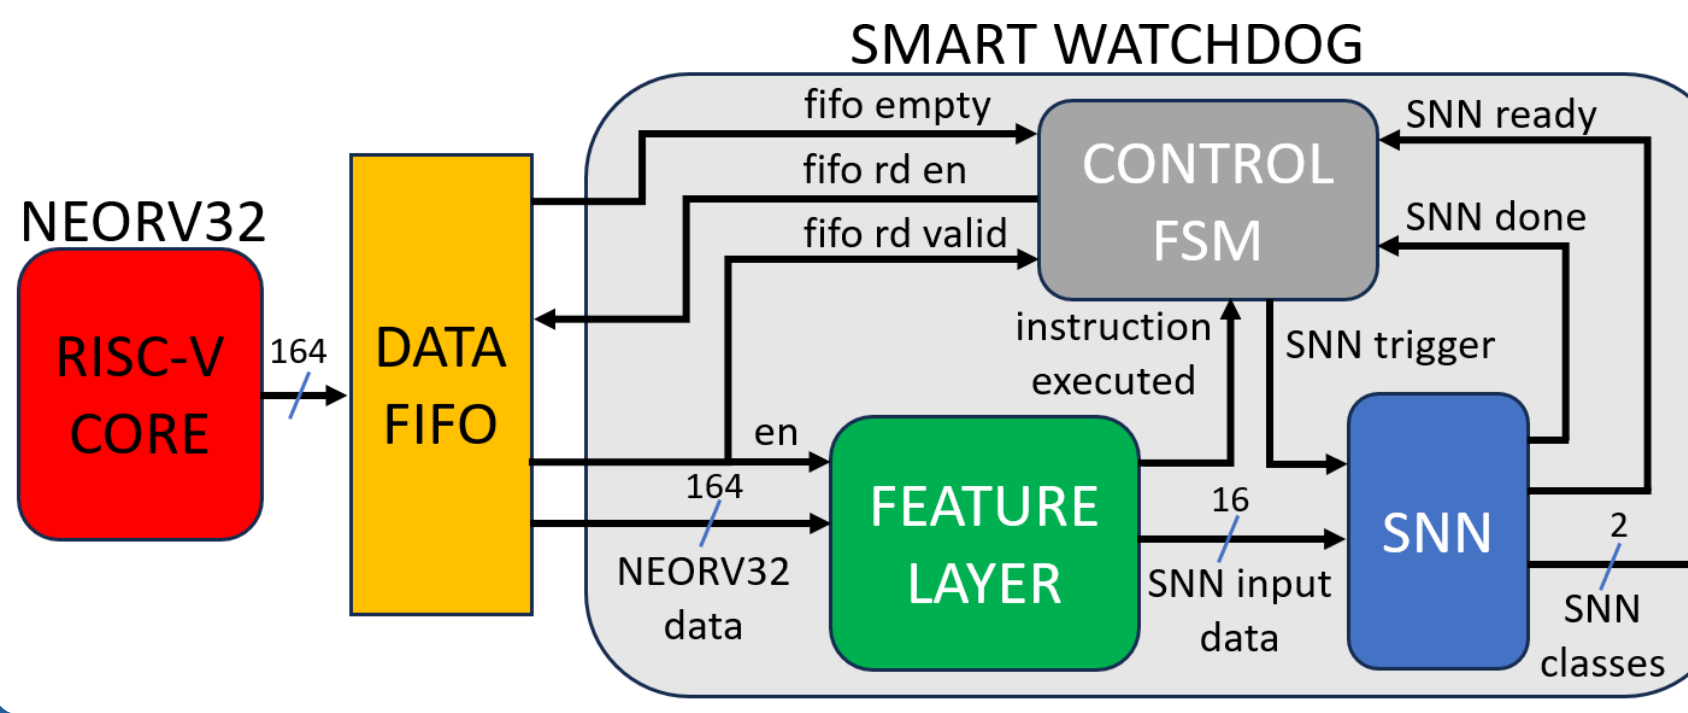 SMART WATCHDOG
fifo empty
SNN ready
CONTROL
FSM
fifo rd en
NEORV32
fifo rd valid
SNN done
RISC-V
CORE
164
DATA
FIFO
instruction
executed
SNN trigger
en
164
NEORV32
data
FEATURE
LAYER
16
SNN input
data
SNN
2
SNN
classes